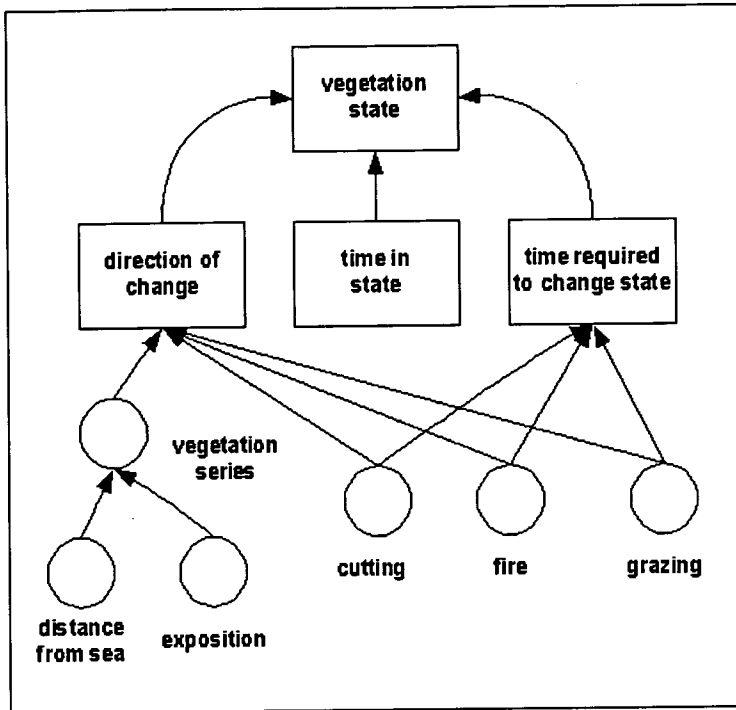 vegetation
state
direction of
change
time in
state
time required
to change state
vegetation
series
cutting
fire
grazing
distance
from sea
exposition